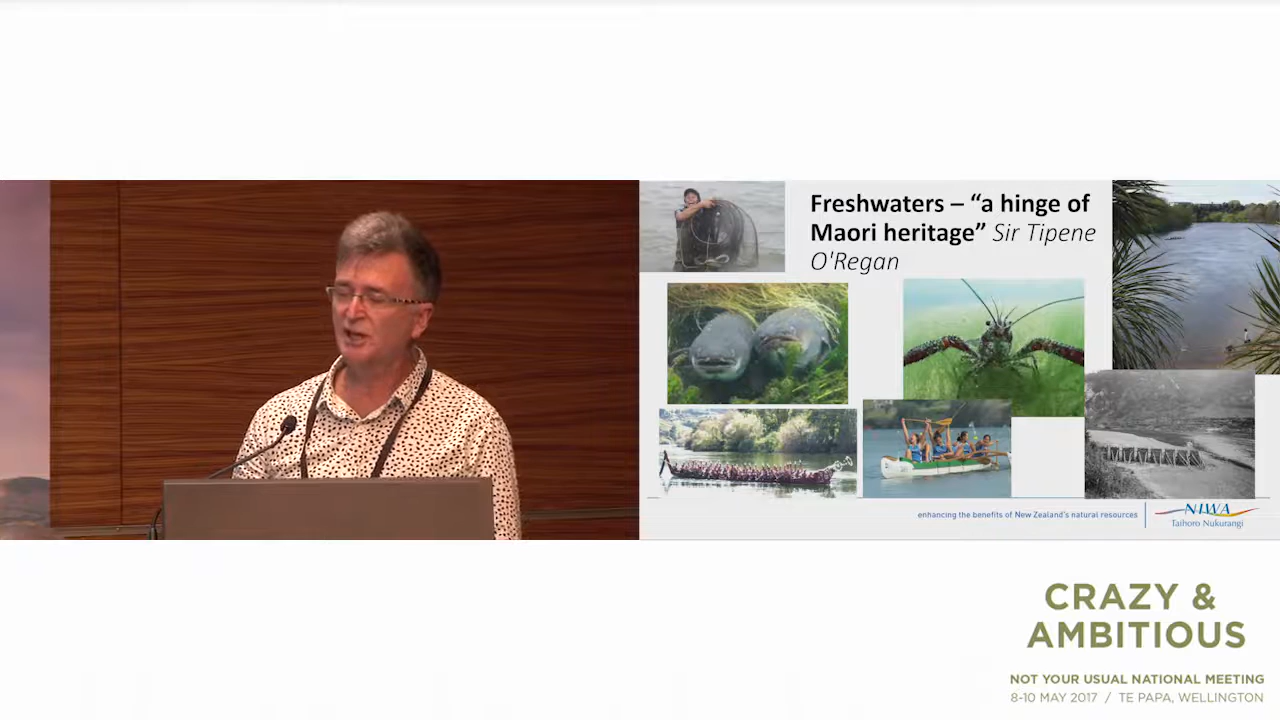 Freshwaters – “a hinge of
Maori heritage” Sir Tipene
O'Regan
enhancing the benefits of New Zealand's natural resources
NIWA
Taihoro Nukurangi
CRAZY &
AMBITIOUS
NOT YOUR USUAL NATIONAL MEETING
8-10 MAY 2017 / TE PAPA, WELLINGTON